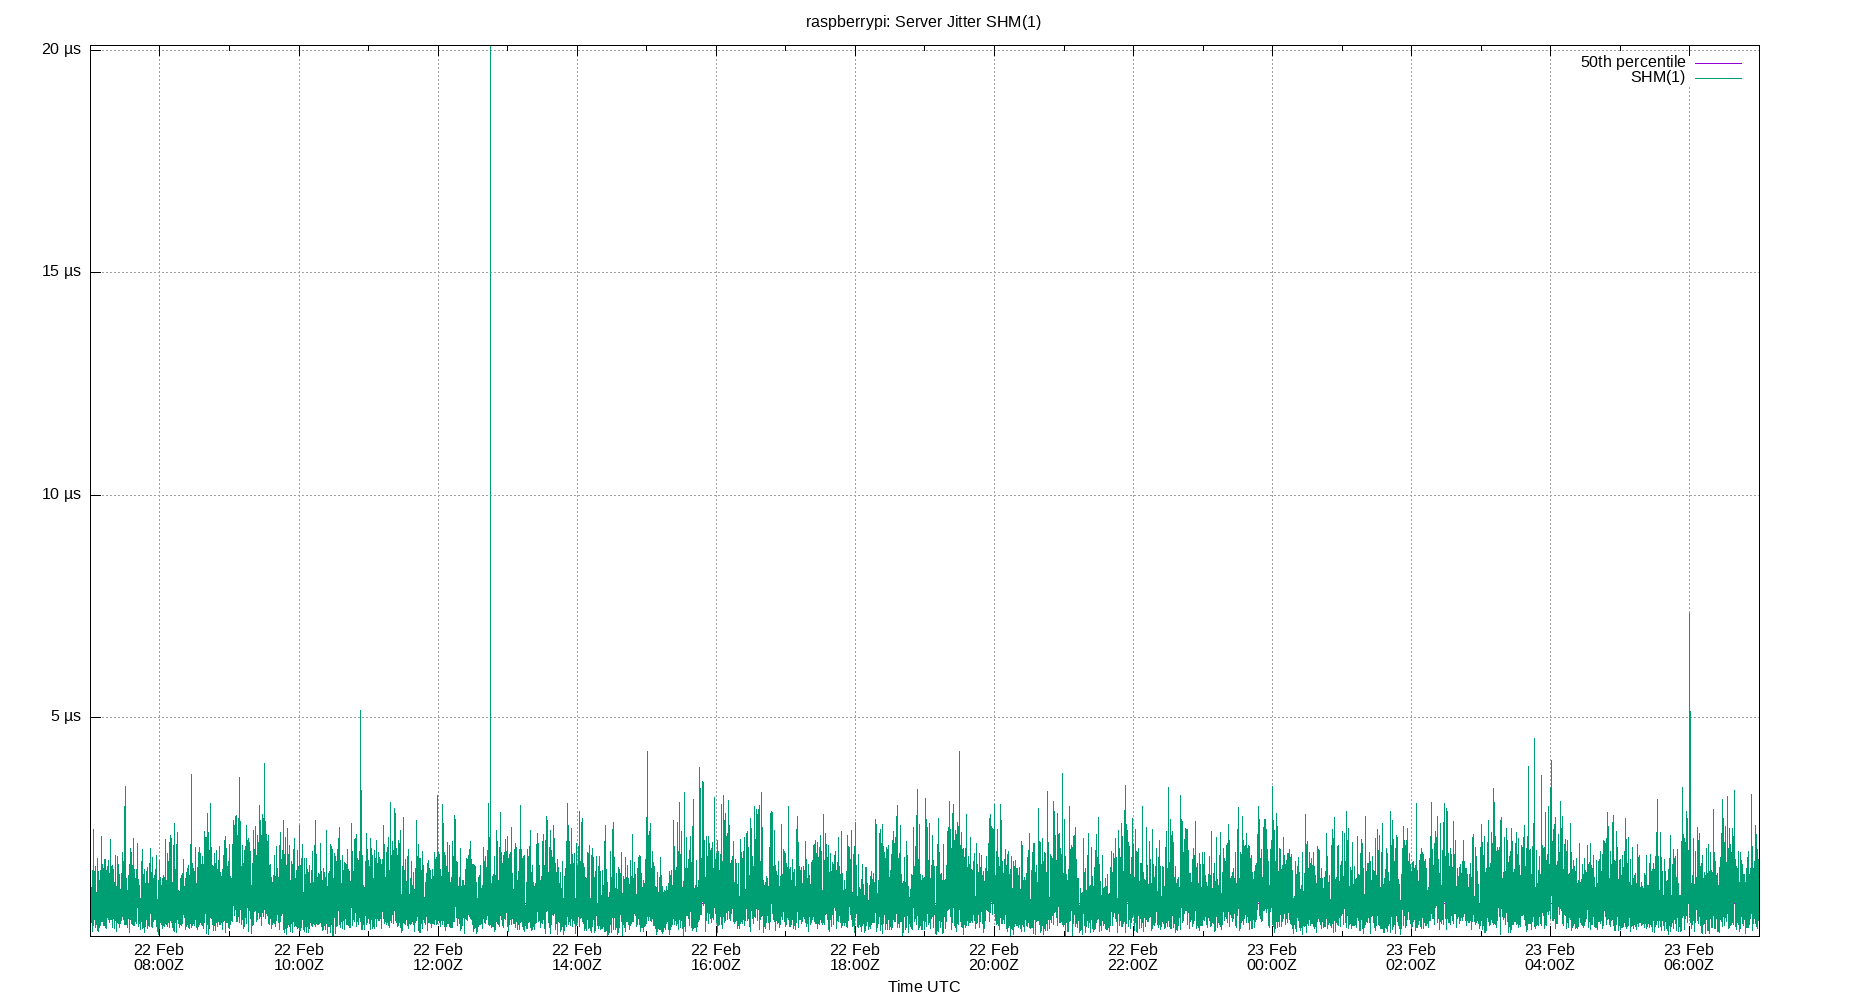 raspberrypi: Server Jitter SHM(1)
20 µs
15 µs
10 µs
5 µs
50th percentile
SHM(1)
22 Feb 22 Feb 22 Feb 22 Feb 22 Feb 22 Feb 22 Feb 22 Feb 23 Feb 23 Feb 23 Feb 23 Feb
08:00Z 10:00Z 12:00Z 14:00Z 16:00Z 18:00Z 20:00Z 22:00Z 00:00Z 02:00Z 04:00Z 06:00Z
Time UTC